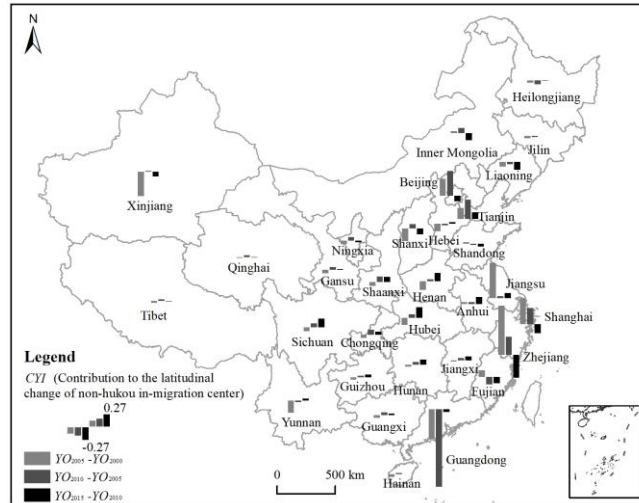 N
Heilongjiang
Inner Mongolia
Jilin
Liaoning
Beijing
Xinjiang
Tianjin
Ningxia
Shanxi
Hebei
Shandong
Qinghai
Gansu
Shaanxi
Henan
Jiangsu
Tibet
Anhui
Shanghai
Hubei
Sichuan
Chongqing
Zhejiang
Legend
CYI (Contribution to the latitudinal
change of non-hukou in-migration center)
Guizhou
Hunan
Jiangxi
Fujian
Yunnan
Guangxi
Guangdong
Hainan
0.27
-0.27
YO2005 -YO2000
YO2010 -YO2005
YO2015 -YO2010
0 500 km